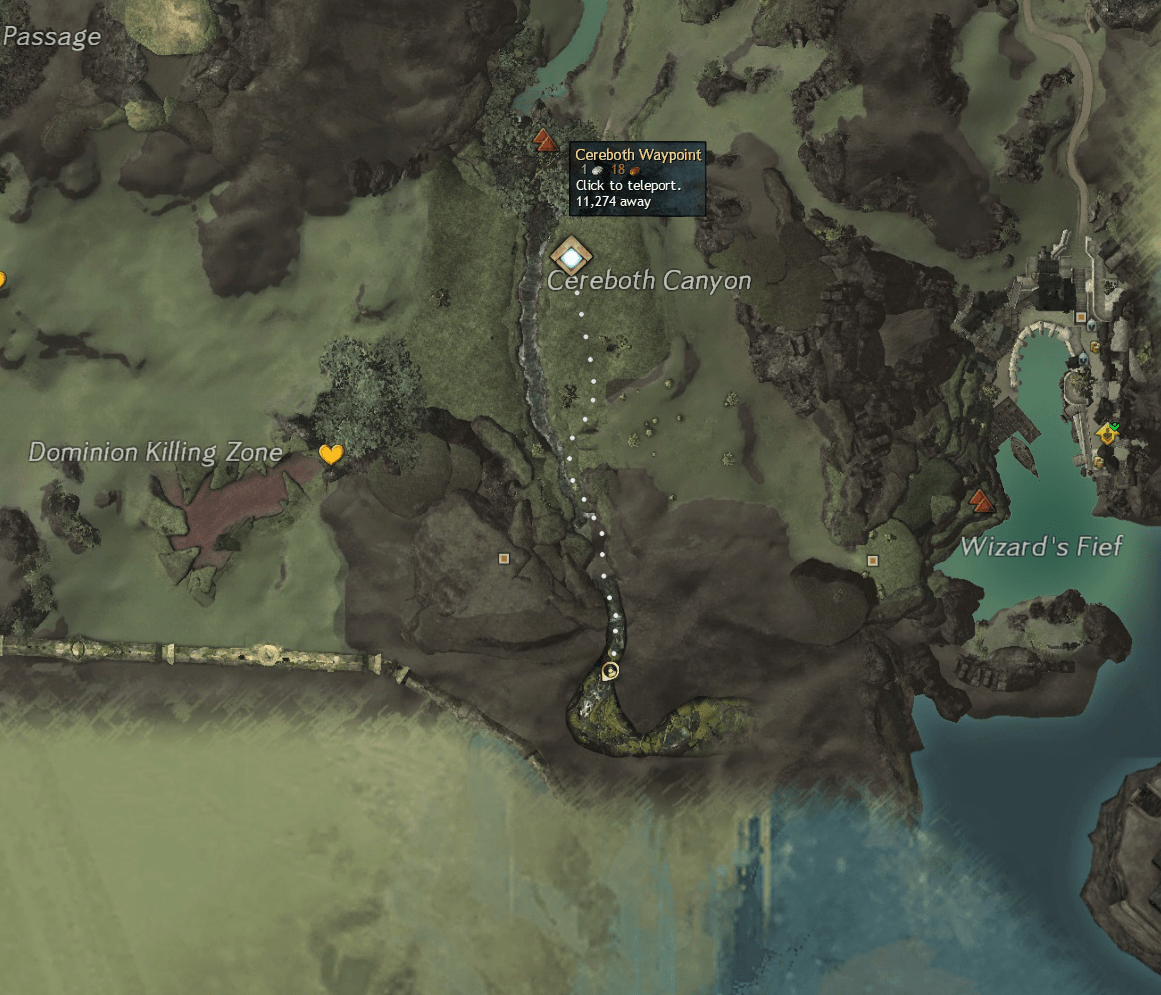 Passage
Cereboth Waypoint
1 18
Click to teleport.
11,274 away
Cereboth Canyon
Dominion Killing Zone
Wizard's Fief